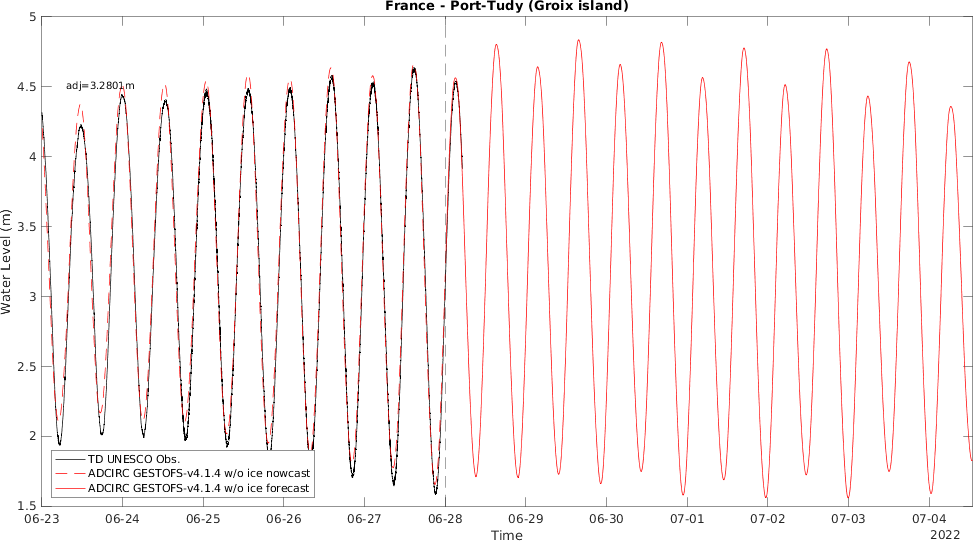 France - Port-Tudy (Groix island)
5
4.5
4
3.5
3
2.5
2
1.5
Water Level (m)
adj=3.2801m
TD UNESCO Obs.
ADCIRC GESTOFS-v4.1.4 w/o ice nowcast
ADCIRC GESTOFS-v4.1.4 w/o ice forecast
06-23 06-24 06-25 06-26 06-27 06-28 06-29 06-30 07-01 07-02 07-03 07-04
Time
2022